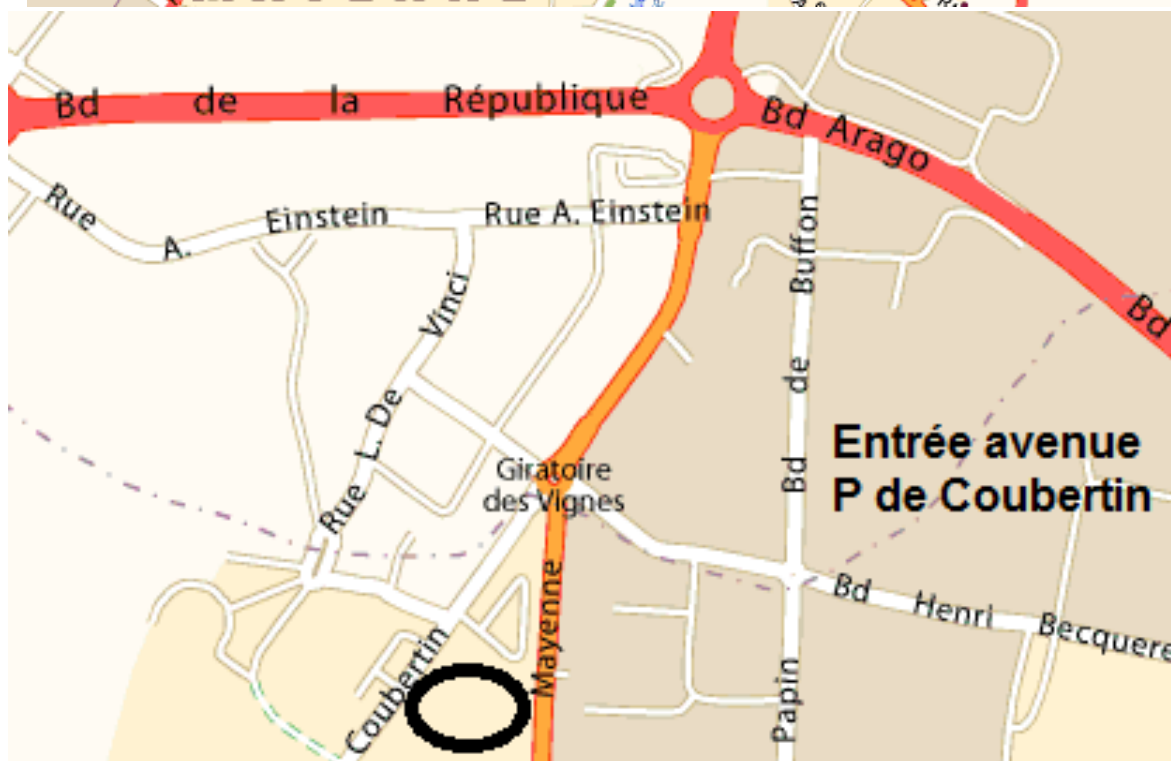 Bd de la République
Bd Arago
Bd
Rue A. Einstein
Rue A. Einstein
Bd de Buffon
Rue L. De Vinci
Entrée avenue
P de Coubertin
Giratoire
des Vignes
Mayenne
Bd Henri Becquere
Coubertin
Papin